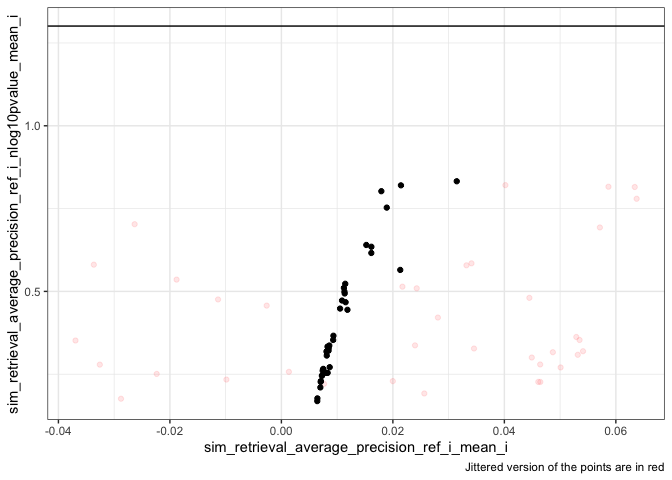 sim_retrieval_average_precision_ref_i_nlog10pvalue_mean_i
1.0
0.5
-0.04
-0.02
0.00
0.02
0.04
0.06
sim_retrieval_average_precision_ref_i_mean_i
Jittered version of the points are in red